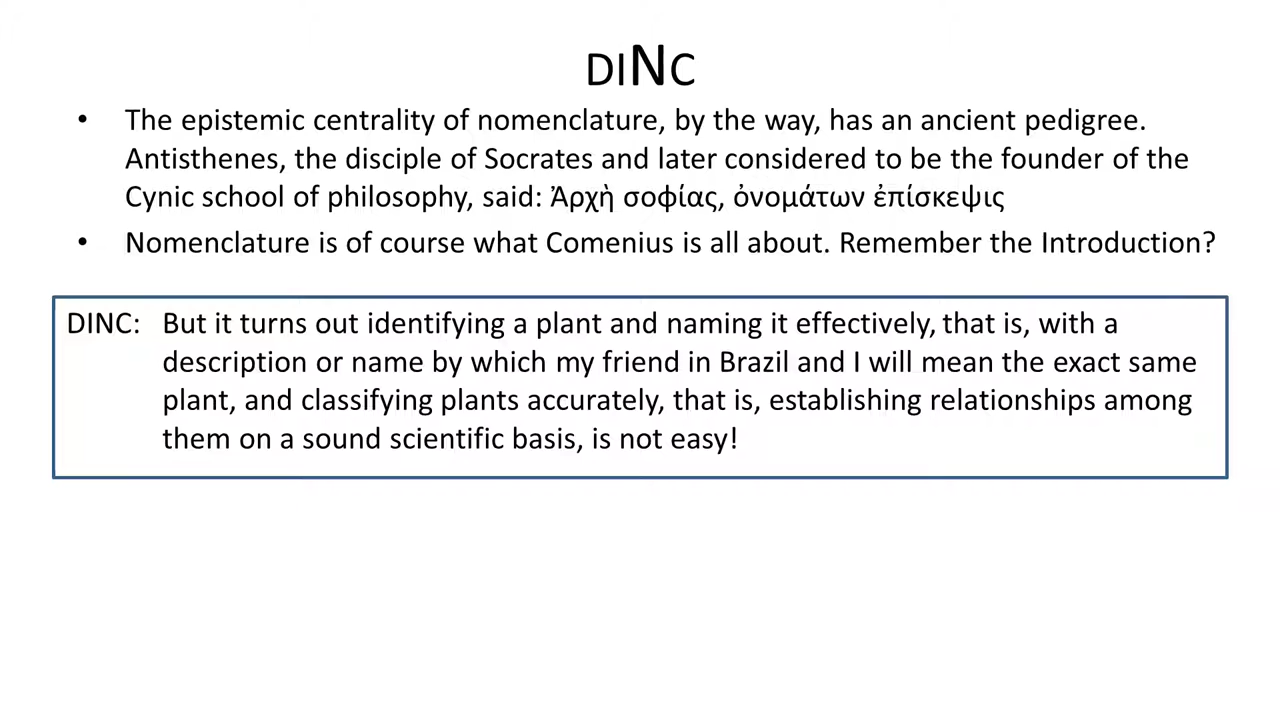 DINC
• The epistemic centrality of nomenclature, by the way, has an ancient pedigree.
Antisthenes, the disciple of Socrates and later considered to be the founder of the
Cynic school of philosophy, said: Ἀρχὴ σοφίας, ὀνομάτων ἐπίσκεψις
• Nomenclature is of course what Comenius is all about. Remember the Introduction?
DINC: But it turns out identifying a plant and naming it effectively, that is, with a
description or name by which my friend in Brazil and I will mean the exact same
plant, and classifying plants accurately, that is, establishing relationships among
them on a sound scientific basis, is not easy!